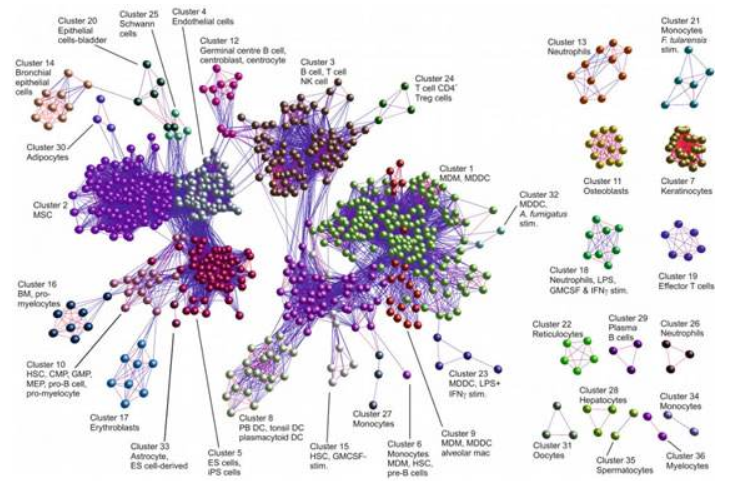 Cluster 20
Epithelial
cells-bladder
Cluster 25
Schwann
cells
Cluster 4
Endothelial cells
Cluster 12
Germinal centre B cell,
centroblast, centrocyte
Cluster 3
B cell, T cell
NK cell
Cluster 24
T cell CD4+
Treg cells
Cluster 13
Neutrophils
Cluster 21
Monocytes
F. tularensis
stim.
Cluster 14
Bronchial
epithelial
cells
Cluster 30
Adipocytes
Cluster 2
MSC
Cluster 1
MDM, MDDC
Cluster 32
MDDC,
A. fumigatus
stim.
Cluster 11
Osteoblasts
Cluster 7
Keratinocytes
Cluster 18
Neutrophils, LPS,
GMCSF & IFNγ stim.
Cluster 19
Effector T cells
Cluster 16
BM, pro-
myelocytes
Cluster 10
HSC, CMP, GMP,
MEP, pro-B cell,
pro-myelocyte
Cluster 17
Erythroblasts
Cluster 33
Astrocyte,
ES cell-derived
Cluster 5
ES cells,
iPS cells
Cluster 8
PB DC, tonsil DC
plasmacytoid DC
Cluster 15
HSC, GMCSF-
stim.
Cluster 27
Monocytes
Cluster 6
Monocytes
MDM, HSC,
pre-B cells
Cluster 9
MDM, MDDC
alveolar mac
Cluster 23
MDDC, LPS+
IFNγ stim.
Cluster 22
Reticulocytes
Cluster 29
Plasma
B cells
Cluster 26
Neutrophils
Cluster 28
Hepatocytes
Cluster 34
Monocytes
Cluster 31
Oocytes
Cluster 35
Spermatocytes
Cluster 36
Myelocytes